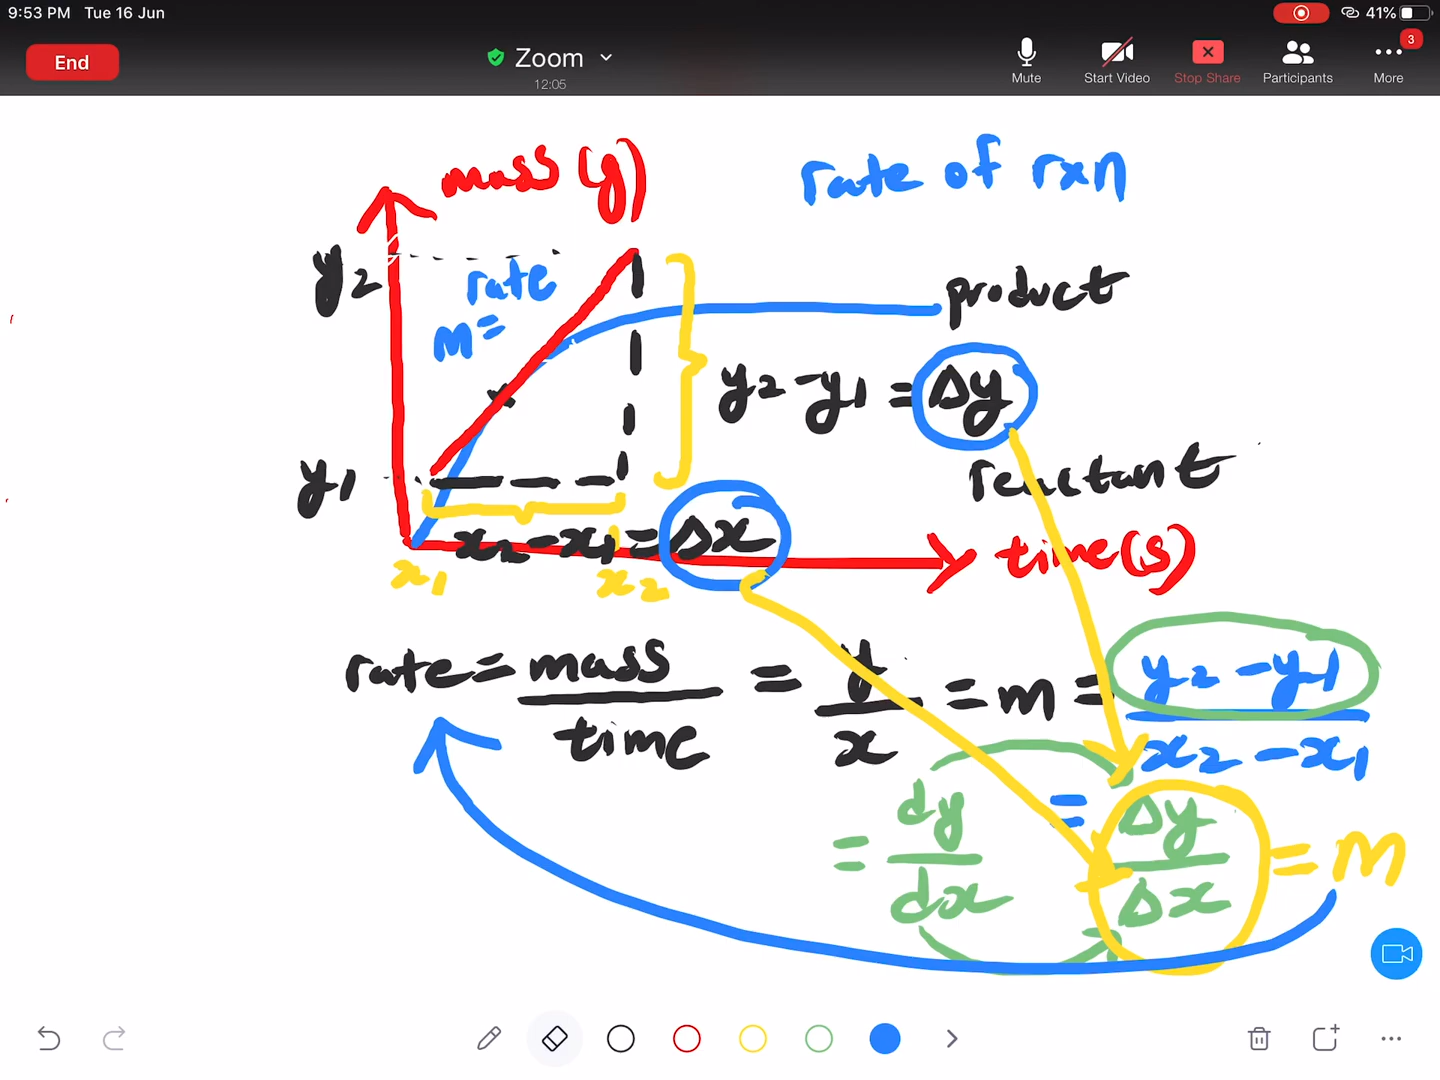 9:53 PM Tue 16 Jun
41%
End
Zoom
12:05
Mute
Start Video
Stop Share
Participants
3
More
mass (y)
rate of rxn
y2
rate
m =
product
y2 - y1 = Δy
y1
reactant
x2 - x1 = Δx
time (s)
x1
x2
rate = mass / time = y / x = m = y2 - y1 / x2 - x1
= dy / dx = Δy / Δx = m